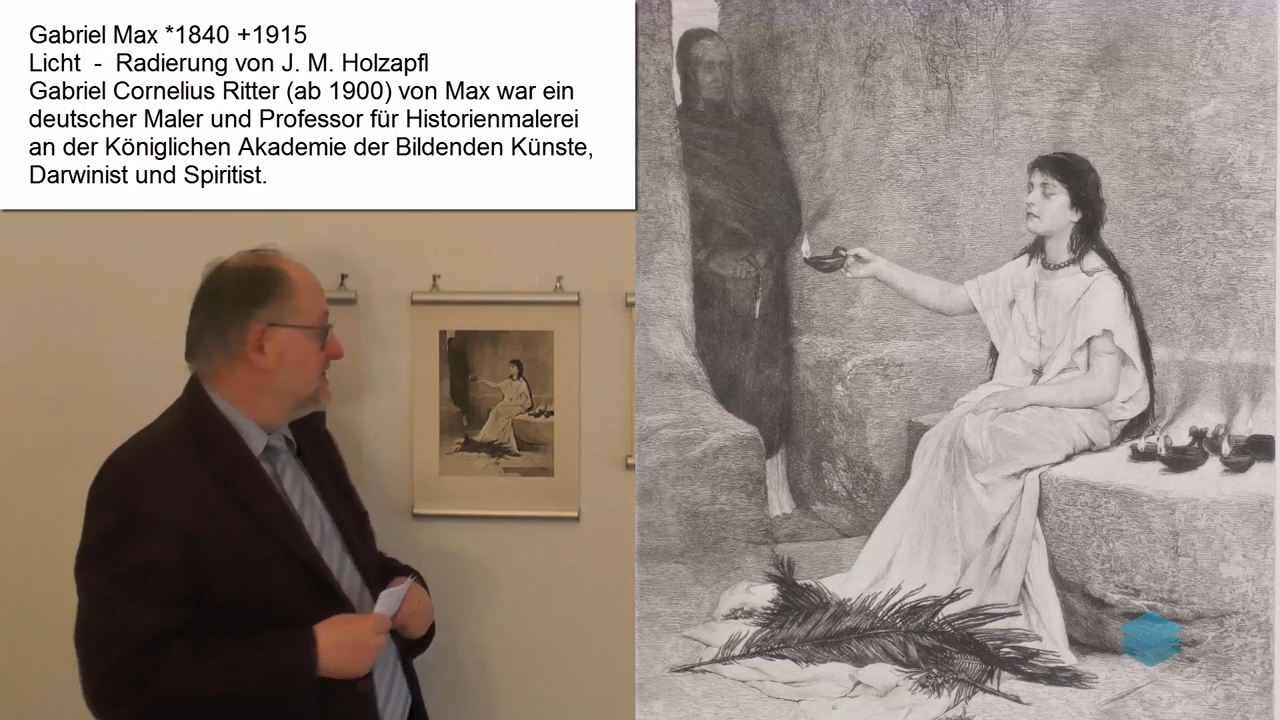 Gabriel Max *1840 +1915
Licht - Radierung von J. M. Holzapfl
Gabriel Cornelius Ritter (ab 1900) von Max war ein
deutscher Maler und Professor für Historienmalerei
an der Königlichen Akademie der Bildenden Künste,
Darwinist und Spiritist.